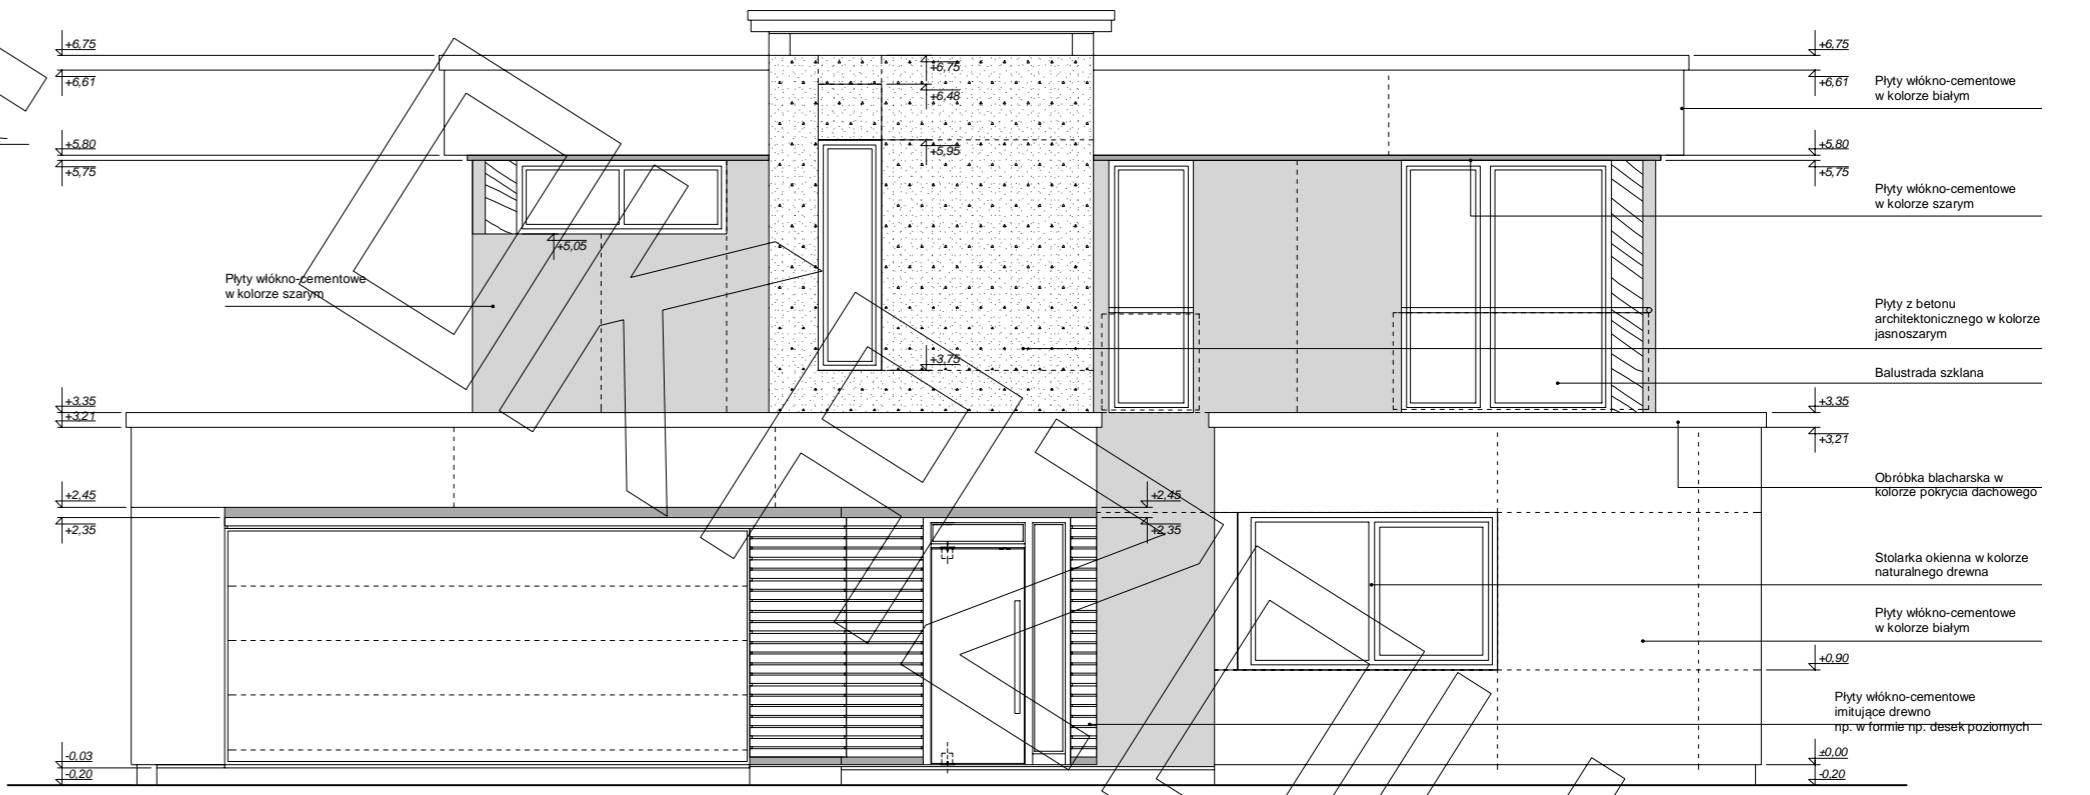 +6,75
+6,61
+5,80
+5,75
+3,35
+3,21
+2,45
+2,35
-0,03
-0,20
Płyty włókno-cementowe
w kolorze szarym
+5,05
+6,75
+6,48
+5,95
+3,75
+2,45
+2,35
+6,75
+6,61
+5,80
+5,75
+3,35
+3,21
+0,90
±0,00
-0,20
Płyty włókno-cementowe
w kolorze białym
Płyty włókno-cementowe
w kolorze szarym
Płyty z betonu
architektonicznego w kolorze
jasnoszarym
Balustrada szklana
Obróbka blacharska w
kolorze pokrycia dachowego
Stolarka okienna w kolorze
naturalnego drewna
Płyty włókno-cementowe
w kolorze białym
Płyty włókno-cementowe
imitujące drewno
np. w formie np. desek poziomych